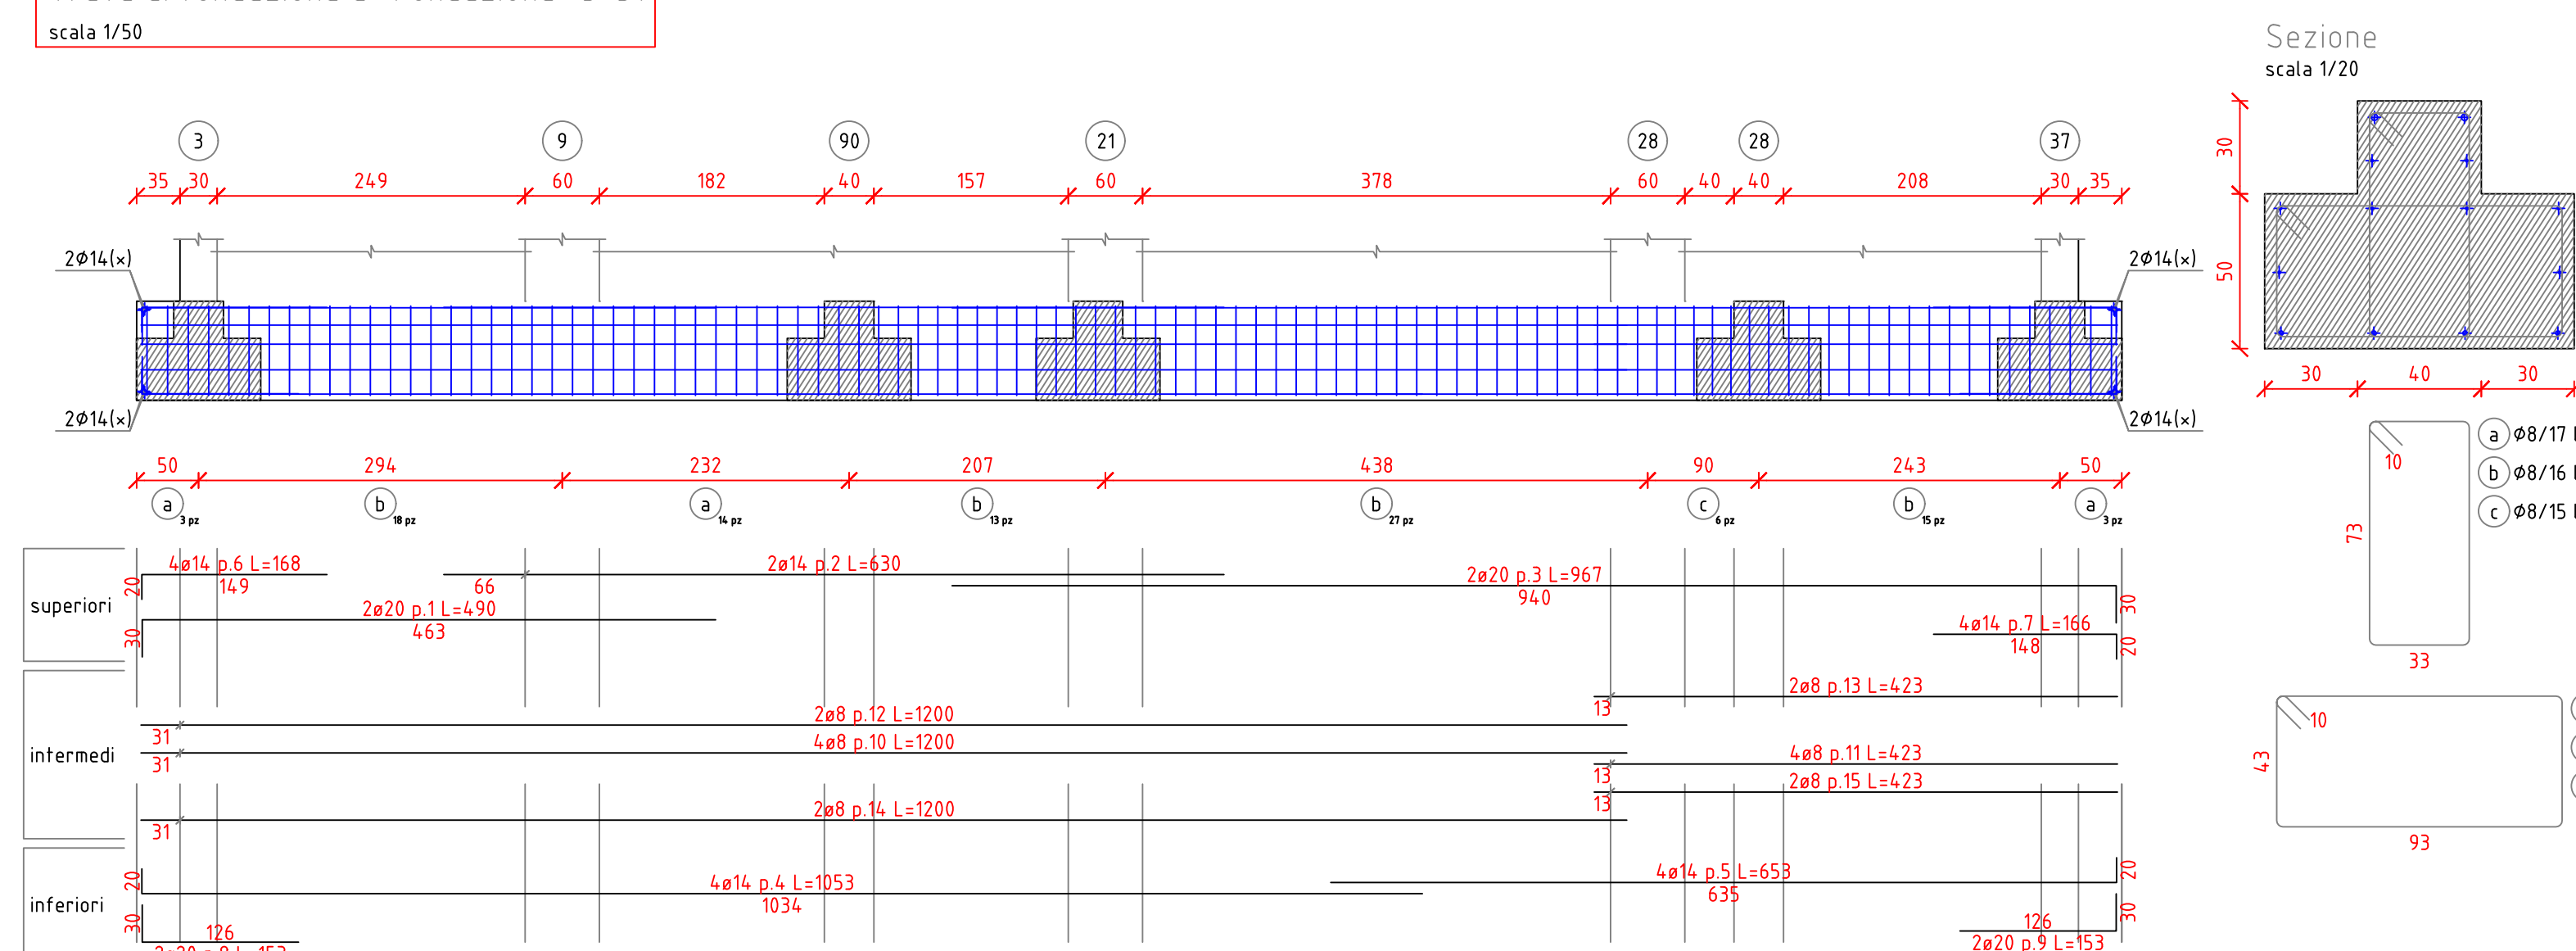 scala 1/50
Sezione
scala 1/20
3
9
90
21
28
28
37
35 30 249 60 182 40 157 60 378 60 40 40 208 30 35
2Ø14(×)
2Ø14(×)
2Ø14(×)
2Ø14(×)
50 294 232 207 438 90 243 50
a 3 pz
b 18 pz
a 14 pz
b 13 pz
b 27 pz
c 6 pz
b 15 pz
a 3 pz
30
50
30 40 30
a Ø8/17
b Ø8/16
c Ø8/15
10
73
33
10
43
93
superiori
20
4ø14 p.6 L=168
149
66
2ø14 p.2 L=630
2ø20 p.3 L=967
940
30
30
2ø20 p.1 L=490
463
4ø14 p.7 L=166
148
20
intermedi
13
2ø8 p.13 L=423
31
2ø8 p.12 L=1200
31
4ø8 p.10 L=1200
13
4ø8 p.11 L=423
13
2ø8 p.15 L=423
31
2ø8 p.14 L=1200
inferiori
20
4ø14 p.4 L=1053
1034
4ø14 p.5 L=653
635
20
30
126
126
2ø20 p.9 L=153
30